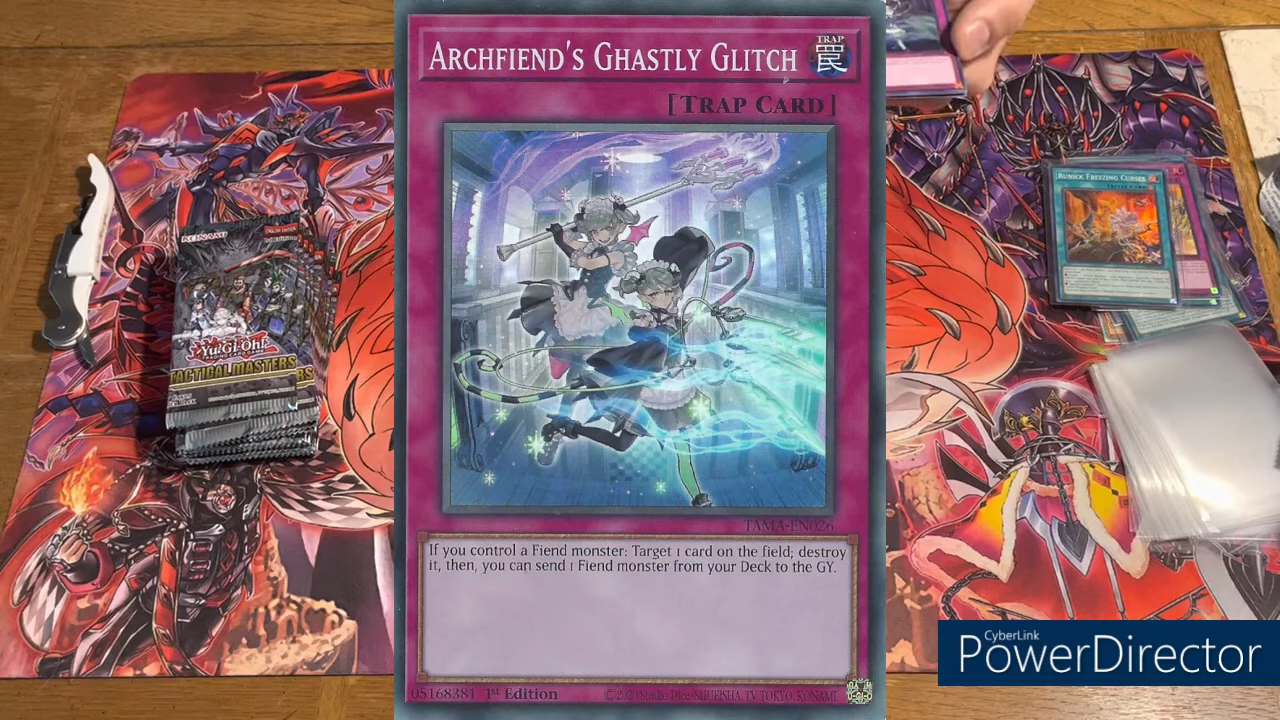 ARCHFIEND'S GHASTLY GLITCH
TRAP
罠
[TRAP CARD]
TAMA-EN026
If you control a Fiend monster: Target 1 card on the field; destroy
it, then, you can send 1 Fiend monster from your Deck to the GY.
05168381 1st Edition
©2020 Studio Dice/SHUEISHA, TV TOKYO, KONAMI
KONAMI
Yu-Gi-Oh!
TACTICAL MASTERS
RUNICK FREEZING CURSES
CyberLink
PowerDirector